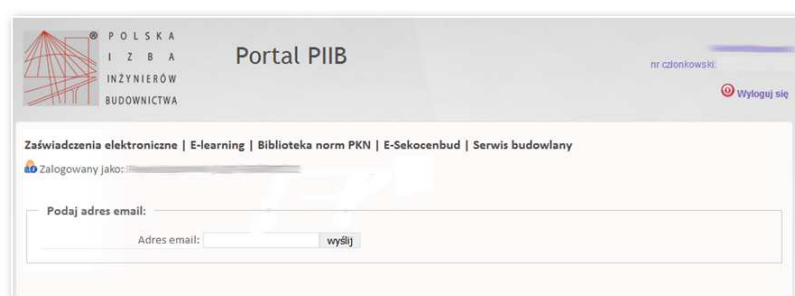 POLSKA
IZBA
INŻYNIERÓW
BUDOWNICTWA
Portal PIIB
nr członkowski:
Wyloguj się
Zaświadczenia elektroniczne | E-learning | Biblioteka norm PKN | E-Sekocenbud | Serwis budowlany
Zalogowany jako:
Podaj adres email:
Adres email: wyślij